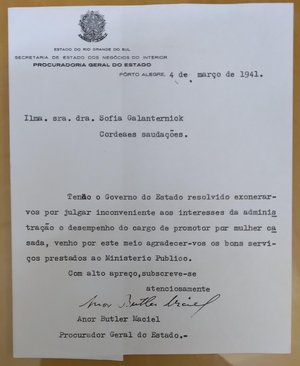 ESTADO DO RIO GRANDE DO SUL
SECRETARIA DE ESTADO DOS NEGÓCIOS DO INTERIOR
PROCURADORIA GERAL DO ESTADO
PÔRTO ALEGRE, 4 de março de 1941.
Ilma. sra. dra. Sofia Galanternick
Cordeaes saudações.
Tendo o Governo do Estado resolvido exonerar-
vos por julgar inconveniente aos interesses da adminis
tração o desempenho do cargo de promotor por mulher ca
sada, venho por este meio agradecer-vos os bons servi-
ços prestados ao Ministerio Publico.
Com alto apreço,subscreve-se
atenciosamente
Anor Butler Maciel
Anor Butler Maciel
Procurador Geral do Estado.-